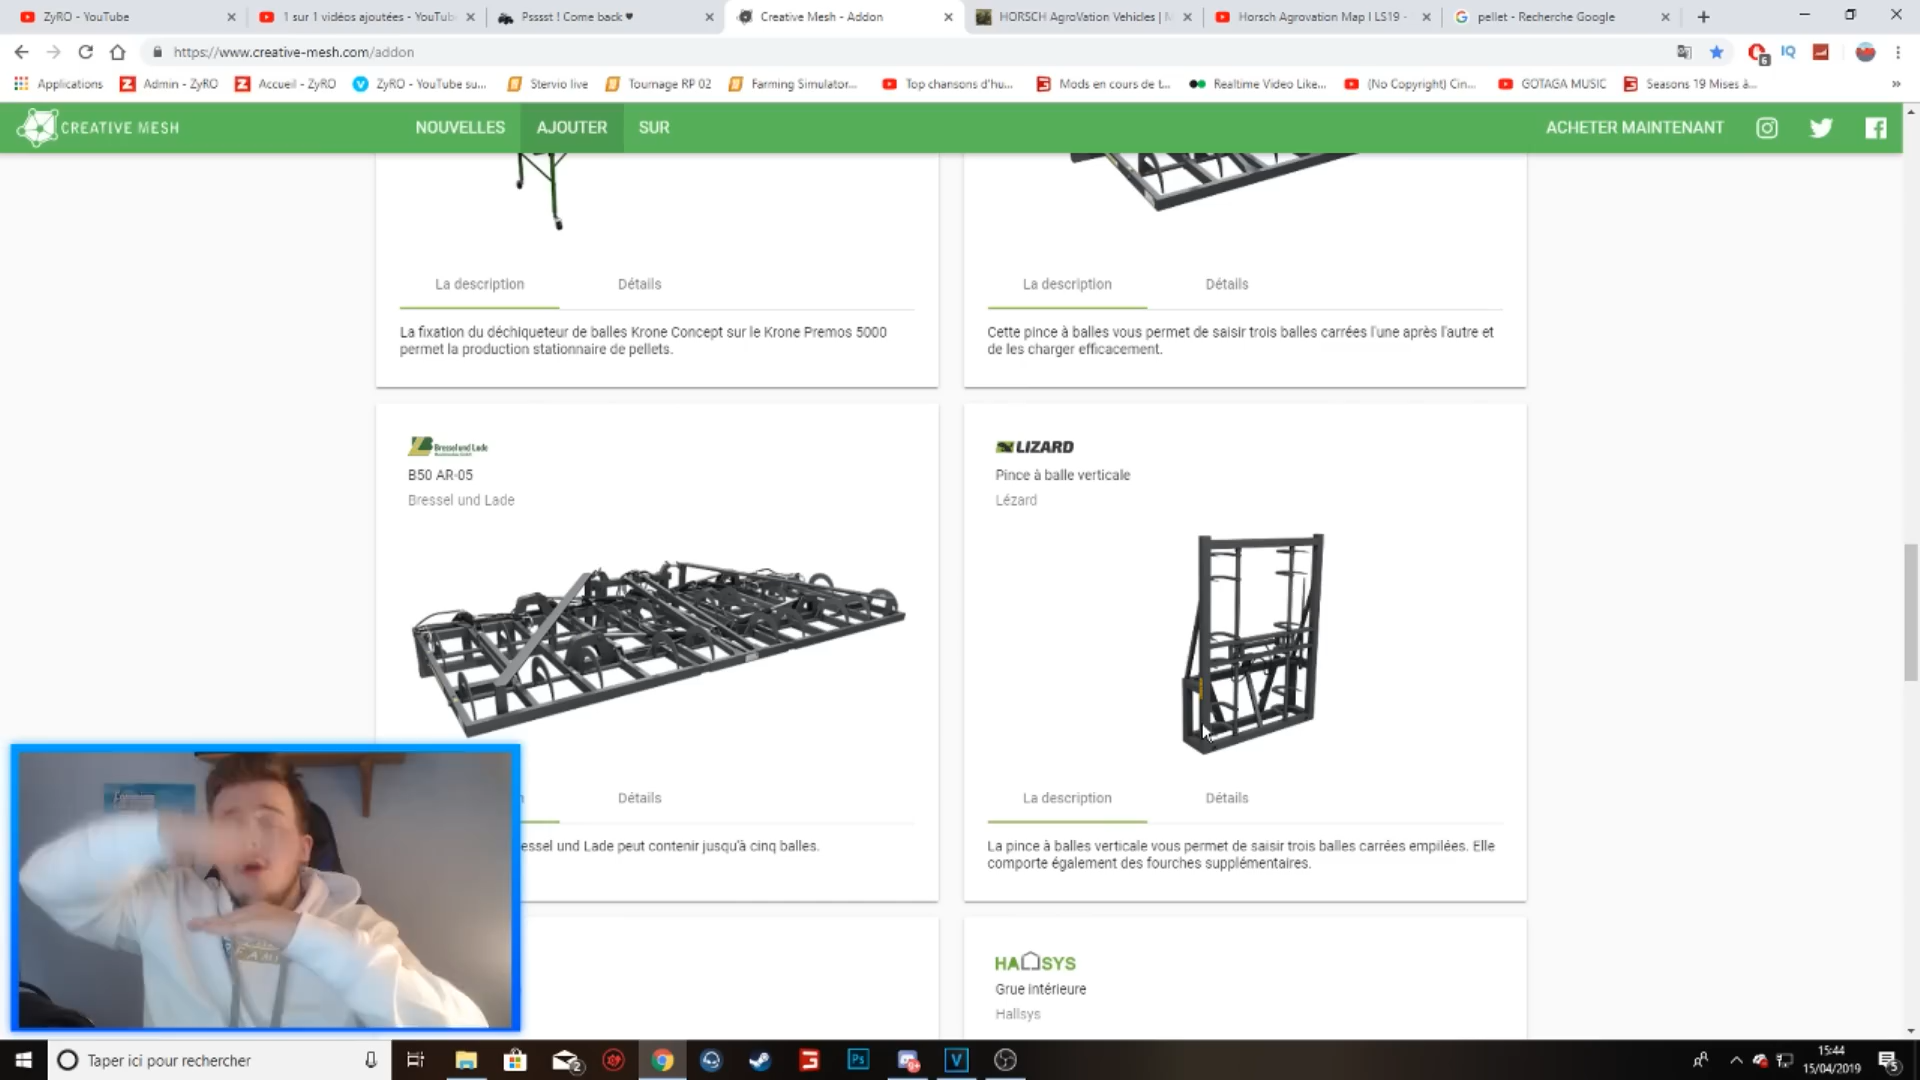 ZyRO - YouTube
1 sur 1 vidéos ajoutées - YouTub
Psssst ! Come back ♥
Creative Mesh - Addon
HORSCH AgroVation Vehicles |
Horsch Agrovation Map I LS19 -
pellet - Recherche Google
https://www.creative-mesh.com/addon
Applications
Admin - ZyRO
Accueil - ZyRO
ZyRO - YouTube su...
Stervio live
Tournage RP 02
Farming Simulator...
Top chansons d'hu...
Mods en cours de t...
Realtime Video Like...
(No Copyright) Cin...
GOTAGA MUSIC
Seasons 19 Mises à...
CREATIVE MESH
NOUVELLES
AJOUTER
SUR
ACHETER MAINTENANT
La description
Détails
La fixation du déchiqueteur de balles Krone Concept sur le Krone Premos 5000
permet la production stationnaire de pellets.
La description
Détails
Cette pince à balles vous permet de saisir trois balles carrées l'une après l'autre et
de les charger efficacement.
Bressel und Lade
B50 AR-05
Bressel und Lade
Détails
essel und Lade peut contenir jusqu'à cinq balles.
LIZARD
Pince à balle verticale
Lézard
La description
Détails
La pince à balles verticale vous permet de saisir trois balles carrées empilées. Elle
comporte également des fourches supplémentaires.
HALLSYS
Grue intérieure
Hallsys
Taper ici pour rechercher
15:44
15/04/2019